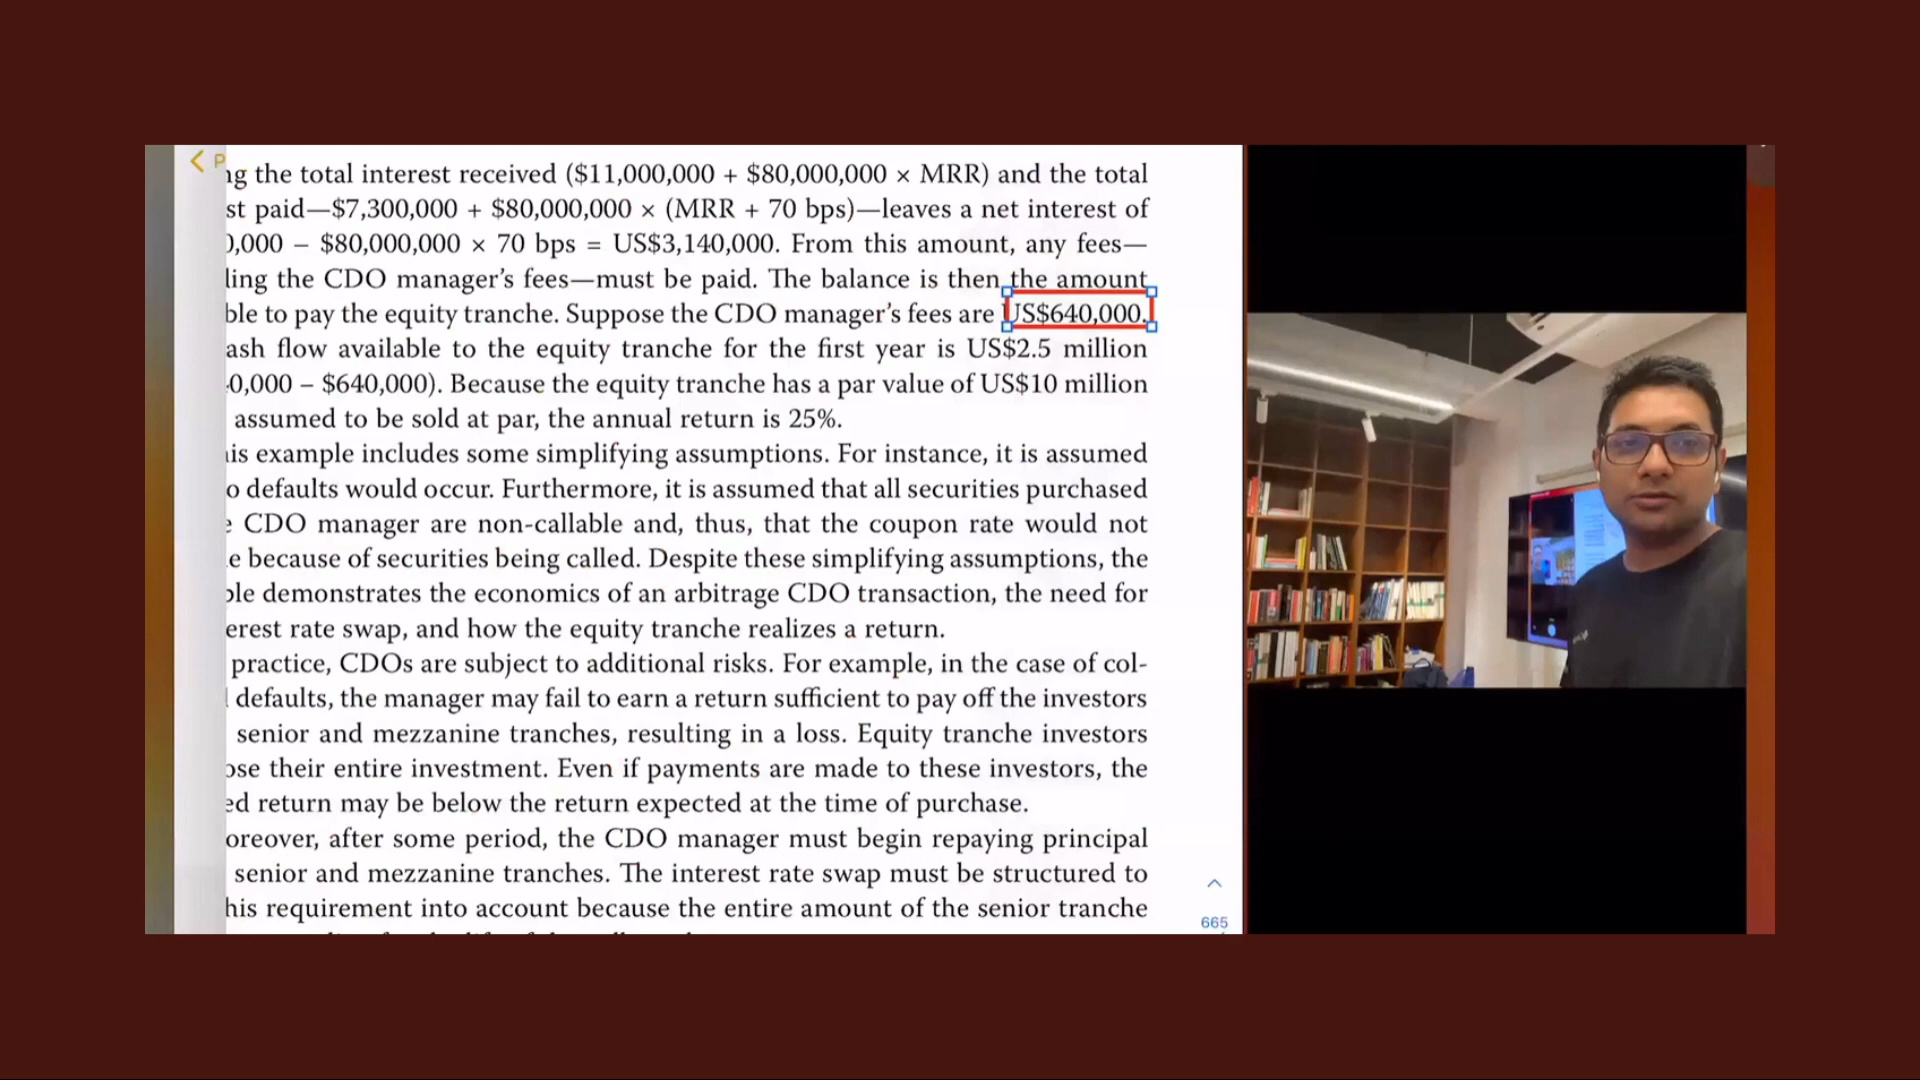 P
ng the total interest received ($11,000,000 + $80,000,000 × MRR) and the total
st paid—$7,300,000 + $80,000,000 × (MRR + 70 bps)—leaves a net interest of
0,000 – $80,000,000 × 70 bps = US$3,140,000. From this amount, any fees—
ling the CDO manager’s fees—must be paid. The balance is then the amount
ble to pay the equity tranche. Suppose the CDO manager’s fees are US$640,000.
ash flow available to the equity tranche for the first year is US$2.5 million
0,000 – $640,000). Because the equity tranche has a par value of US$10 million
assumed to be sold at par, the annual return is 25%.
is example includes some simplifying assumptions. For instance, it is assumed
o defaults would occur. Furthermore, it is assumed that all securities purchased
e CDO manager are non-callable and, thus, that the coupon rate would not
e because of securities being called. Despite these simplifying assumptions, the
ple demonstrates the economics of an arbitrage CDO transaction, the need for
erest rate swap, and how the equity tranche realizes a return.
practice, CDOs are subject to additional risks. For example, in the case of col-
defaults, the manager may fail to earn a return sufficient to pay off the investors
senior and mezzanine tranches, resulting in a loss. Equity tranche investors
ose their entire investment. Even if payments are made to these investors, the
ed return may be below the return expected at the time of purchase.
oreover, after some period, the CDO manager must begin repaying principal
senior and mezzanine tranches. The interest rate swap must be structured to
his requirement into account because the entire amount of the senior tranche
665